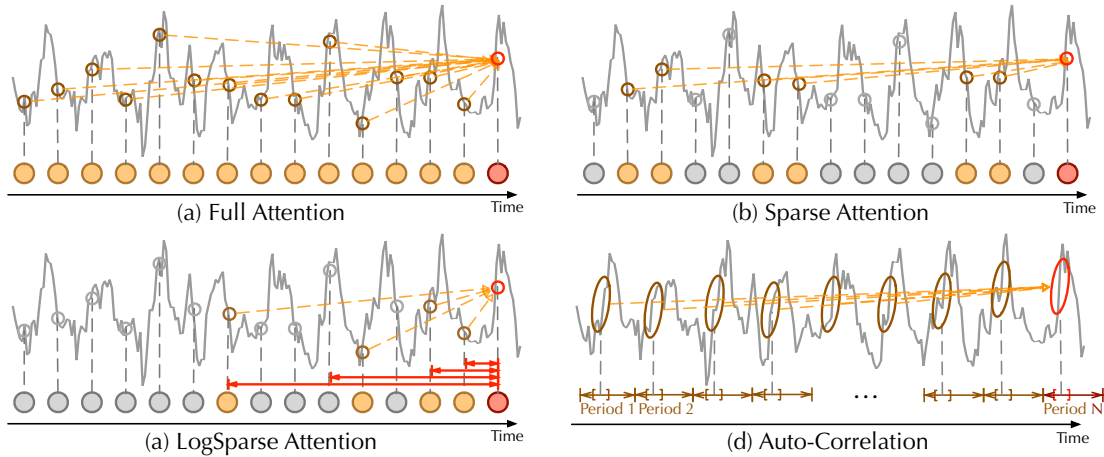 Time
(a) Full Attention
Time
(b) Sparse Attention
Time
(a) LogSparse Attention
[ ] [ ] [ ] [ ] ... [ ] [ ] [ ]
Period 1 Period 2 Period N
Time
(d) Auto-Correlation